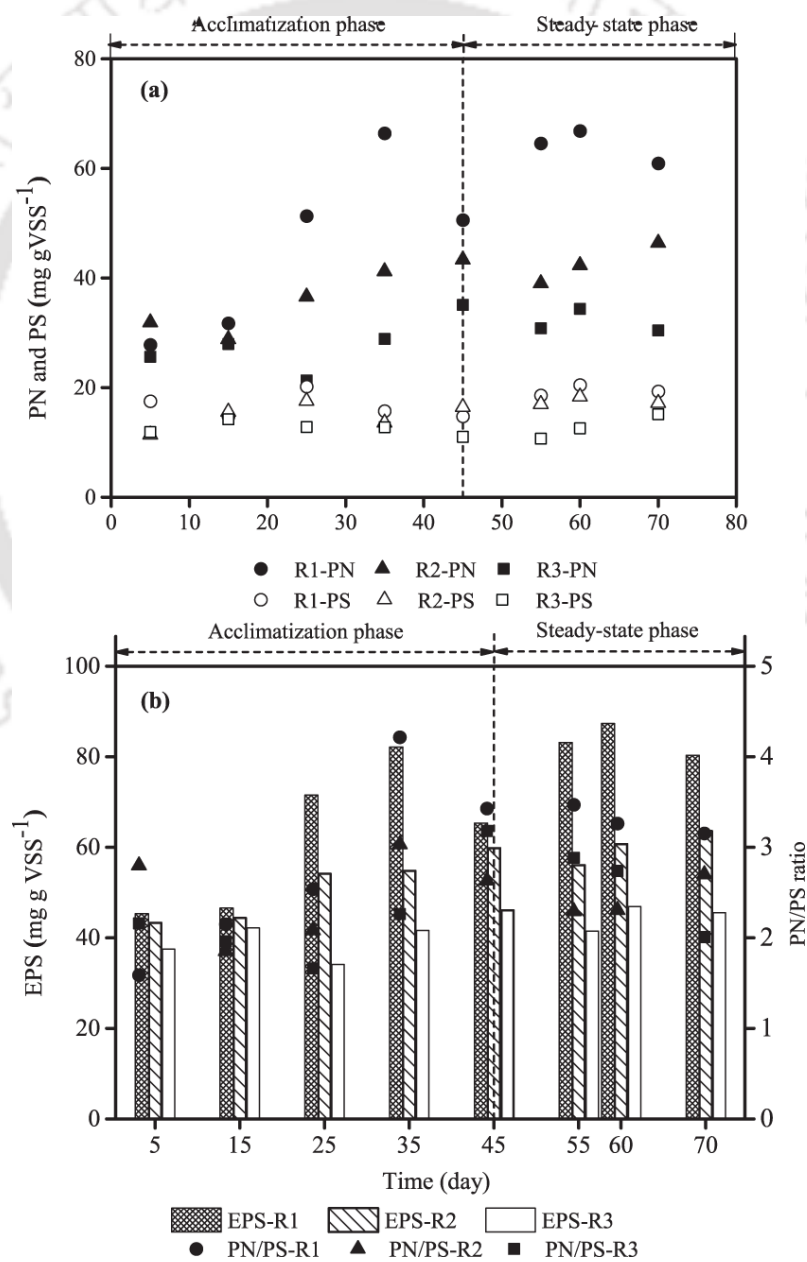 Acclimatization phase Steady-state phase
80
(a)
60
40
20
0
PN and PS (mg gVSS⁻¹)
0 10 20 30 40 50 60 70 80
R1-PN R2-PN R3-PN
R1-PS R2-PS R3-PS
Acclimatization phase Steady-state phase
100 5
(b)
80 4
60 3
40 2
20 1
0 0
EPS (mg g VSS⁻¹)
PN/PS ratio
5 15 25 35 45 55 60 70
Time (day)
EPS-R1 EPS-R2 EPS-R3
PN/PS-R1 PN/PS-R2 PN/PS-R3